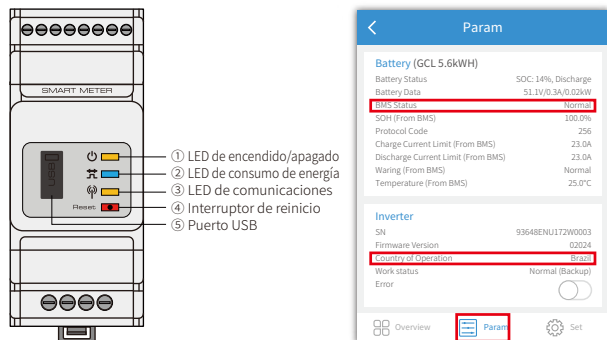 SMART METER
USB
Reset
① LED de encendido/apagado
② LED de consumo de energía
③ LED de comunicaciones
④ Interruptor de reinicio
⑤ Puerto USB
Param
Battery (GCL 5.6kWH)
Battery Status SOC: 14%, Discharge
Battery Data 51.1V/0.3A/0.02kW
BMS Status Normal
SOH (From BMS) 100.0%
Protocol Code 256
Charge Current Limit (From BMS) 23.0A
Discharge Current Limit (From BMS) 23.0A
Waring (From BMS) Normal
Temperature (From BMS) 25.0°C
Inverter
SN 93648ENU172W0003
Firmware Version 02024
Country of Operation Brazil
Work status Normal (Backup)
Error
Overview Param Set